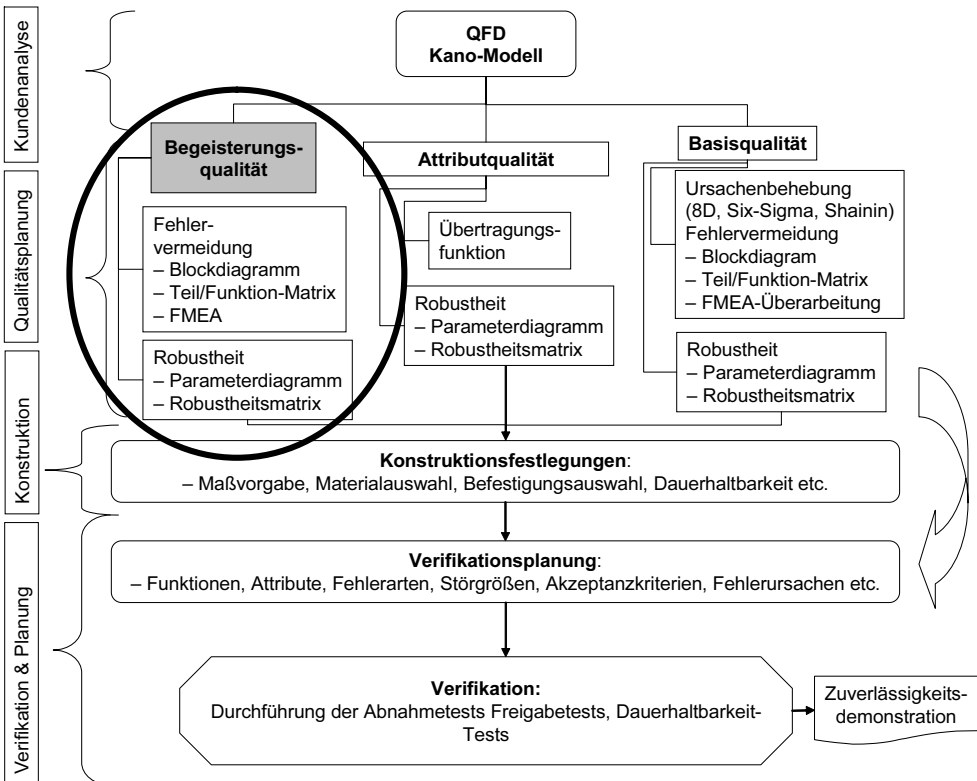 Kundenanalyse
QFD
Kano-Modell
Begeisterungs-
qualität
Attributqualität
Basisqualität
Qualitätsplanung
Fehler-
vermeidung
– Blockdiagramm
– Teil/Funktion-Matrix
– FMEA
Robustheit
– Parameterdiagramm
– Robustheitsmatrix
Übertragungs-
funktion
Robustheit
– Parameterdiagramm
– Robustheitsmatrix
Ursachenbehebung
(8D, Six-Sigma, Shainin)
Fehlervermeidung
– Blockdiagram
– Teil/Funktion-Matrix
– FMEA-Überarbeitung
Robustheit
– Parameterdiagramm
– Robustheitsmatrix
Konstruktion
Konstruktionsfestlegungen:
– Maßvorgabe, Materialauswahl, Befestigungsauswahl, Dauerhaltbarkeit etc.
Verifikation & Planung
Verifikationsplanung:
– Funktionen, Attribute, Fehlerarten, Störgrößen, Akzeptanzkriterien, Fehlerursachen etc.
Verifikation:
Durchführung der Abnahmetests Freigabetests, Dauerhaltbarkeit-
Tests
Zuverlässigkeits-
demonstration